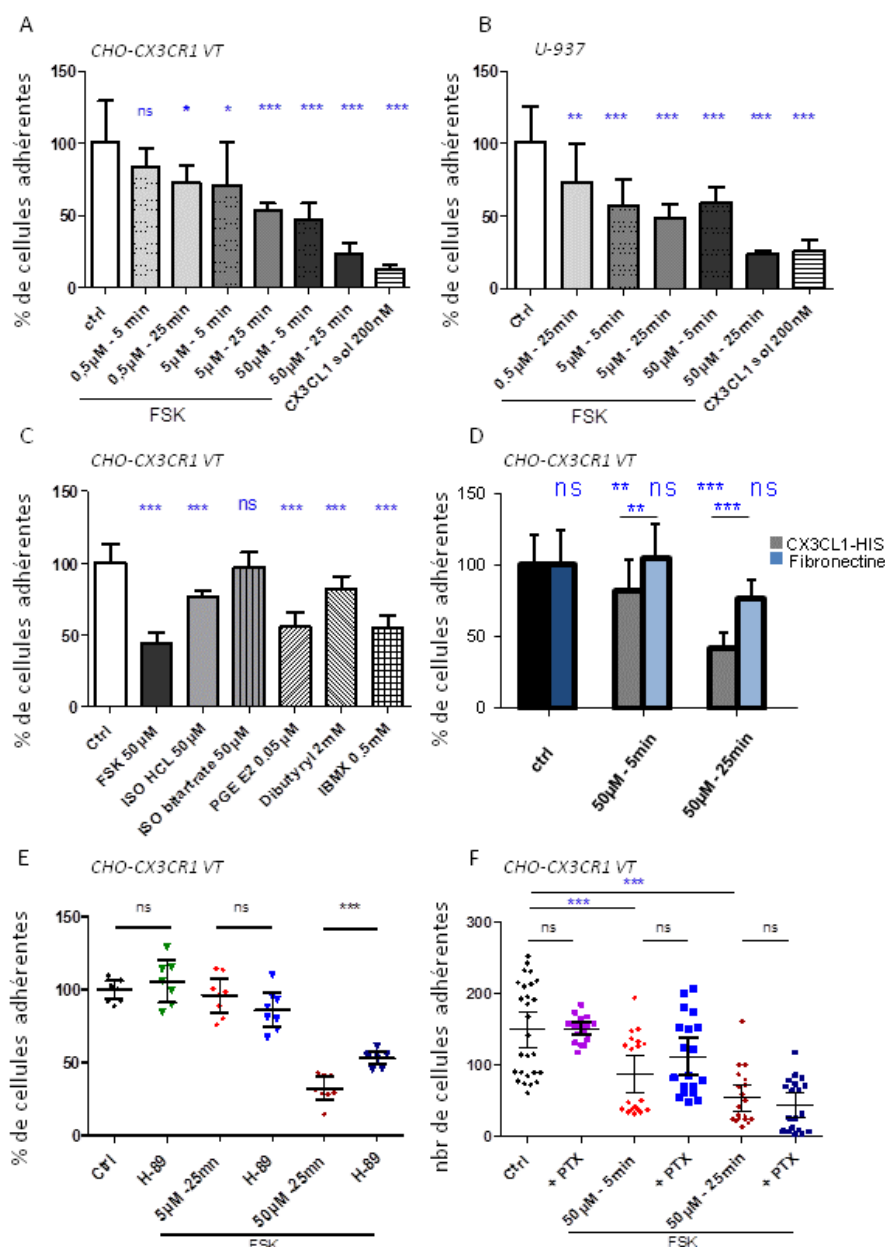 A
CHO-CX3CR1 VT
% de cellules adhérentes
150
100
50
0
ns
*
*
***
***
***
***
ctrl
0,5µM - 5 min
0,5µM - 25 min
5µM - 5 min
5µM - 25 min
50µM - 5 min
50µM - 25 min
CX3CL1 sol 200nM
FSK
B
U-937
% de cellules adhérentes
150
100
50
0
**
***
***
***
***
***
Ctrl
0,5µM - 25min
5µM - 5min
5µM - 25min
50µM - 5min
50µM - 25min
CX3CL1 sol 200nM
FSK
C
CHO-CX3CR1 VT
% de cellules adhérentes
150
100
50
0
***
***
ns
***
***
***
Ctrl
FSK 50µM
ISO HCL 50µM
ISO bitartrate 50µM
PGE E2 0.05µM
Dibutyryl 2mM
IBMX 0,5mM
D
CHO-CX3CR1 VT
% de cellules adhérentes
150
100
50
0
ns
**
ns
***
ns
**
***
CX3CL1-HIS
Fibronectine
ctrl
50µM - 5min
50µM - 25min
E
CHO-CX3CR1 VT
% de cellules adhérentes
150
100
50
0
ns
ns
***
Ctrl
H-89
5µM -25mn
H-89
50µM -25mn
H-89
FSK
F
CHO-CX3CR1 VT
nbr de cellules adhérentes
300
200
100
0
***
***
ns
ns
ns
Ctrl
+ PTX
50µM - 5min
+ PTX
50µM - 25min
+ PTX
FSK